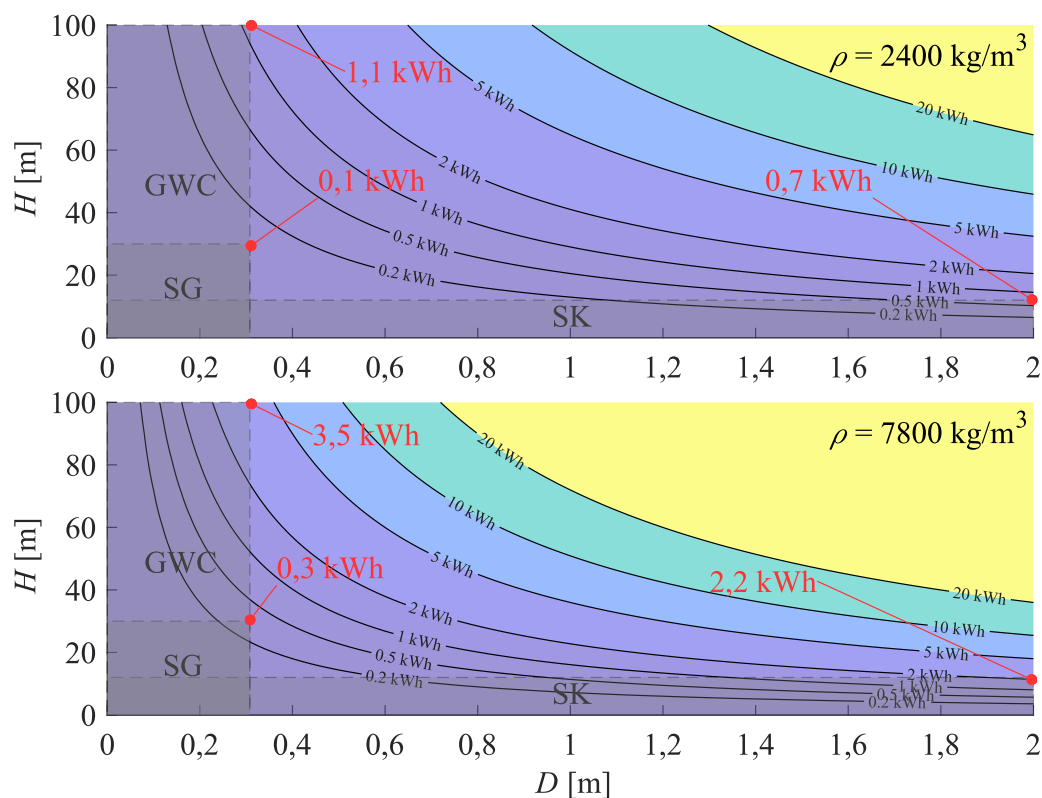 100
80
60
40
20
0
H [m]
ρ = 2400 kg/m³
1,1 kWh
0,1 kWh
0,7 kWh
GWC
SG
SK
0.2 kWh
0.5 kWh
1 kWh
2 kWh
5 kWh
20 kWh
10 kWh
5 kWh
2 kWh
1 kWh
0.5 kWh
0.2 kWh
0 0,2 0,4 0,6 0,8 1 1,2 1,4 1,6 1,8 2
100
80
60
40
20
0
H [m]
ρ = 7800 kg/m³
3,5 kWh
0,3 kWh
2,2 kWh
GWC
SG
SK
20 kWh
10 kWh
5 kWh
2 kWh
1 kWh
0.5 kWh
0.2 kWh
20 kWh
10 kWh
5 kWh
2 kWh
1 kWh
0.5 kWh
0.2 kWh
0 0,2 0,4 0,6 0,8 1 1,2 1,4 1,6 1,8 2
D [m]